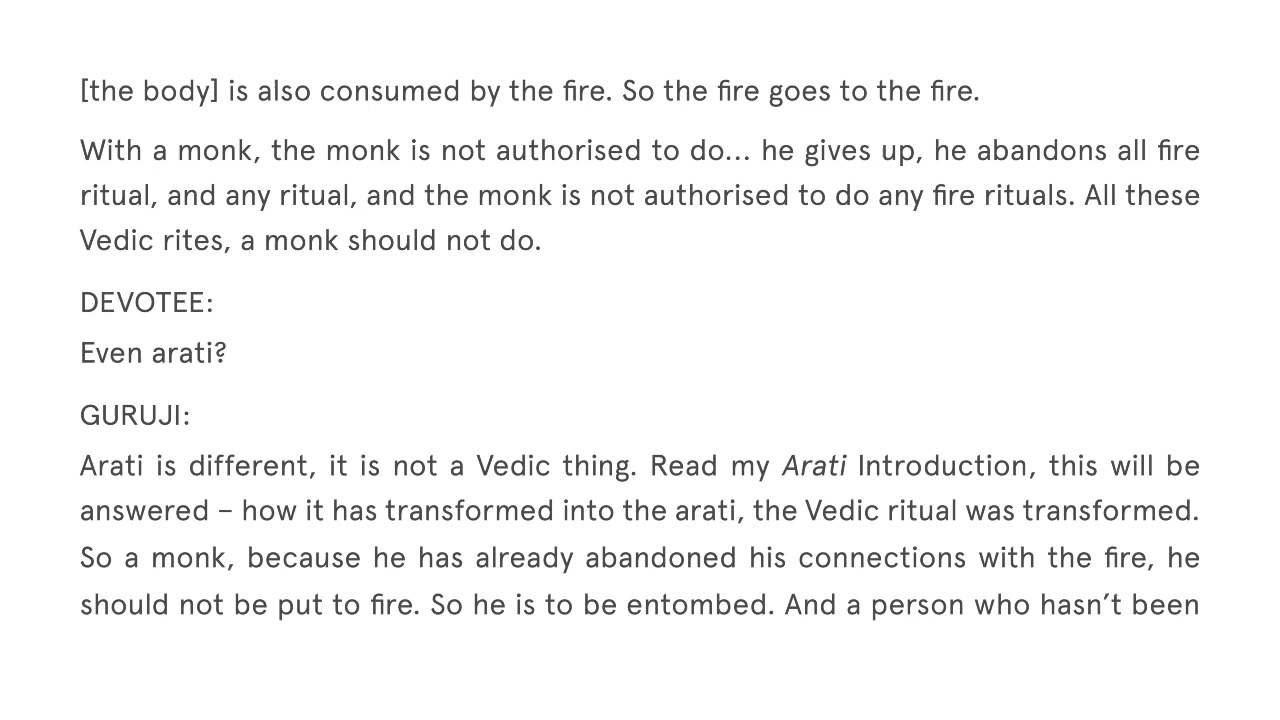 [the body] is also consumed by the fire. So the fire goes to the fire.
With a monk, the monk is not authorised to do... he gives up, he abandons all fire
ritual, and any ritual, and the monk is not authorised to do any fire rituals. All these
Vedic rites, a monk should not do.
DEVOTEE:
Even arati?
GURUJI:
Arati is different, it is not a Vedic thing. Read my Arati Introduction, this will be
answered – how it has transformed into the arati, the Vedic ritual was transformed.
So a monk, because he has already abandoned his connections with the fire, he
should not be put to fire. So he is to be entombed. And a person who hasn’t been